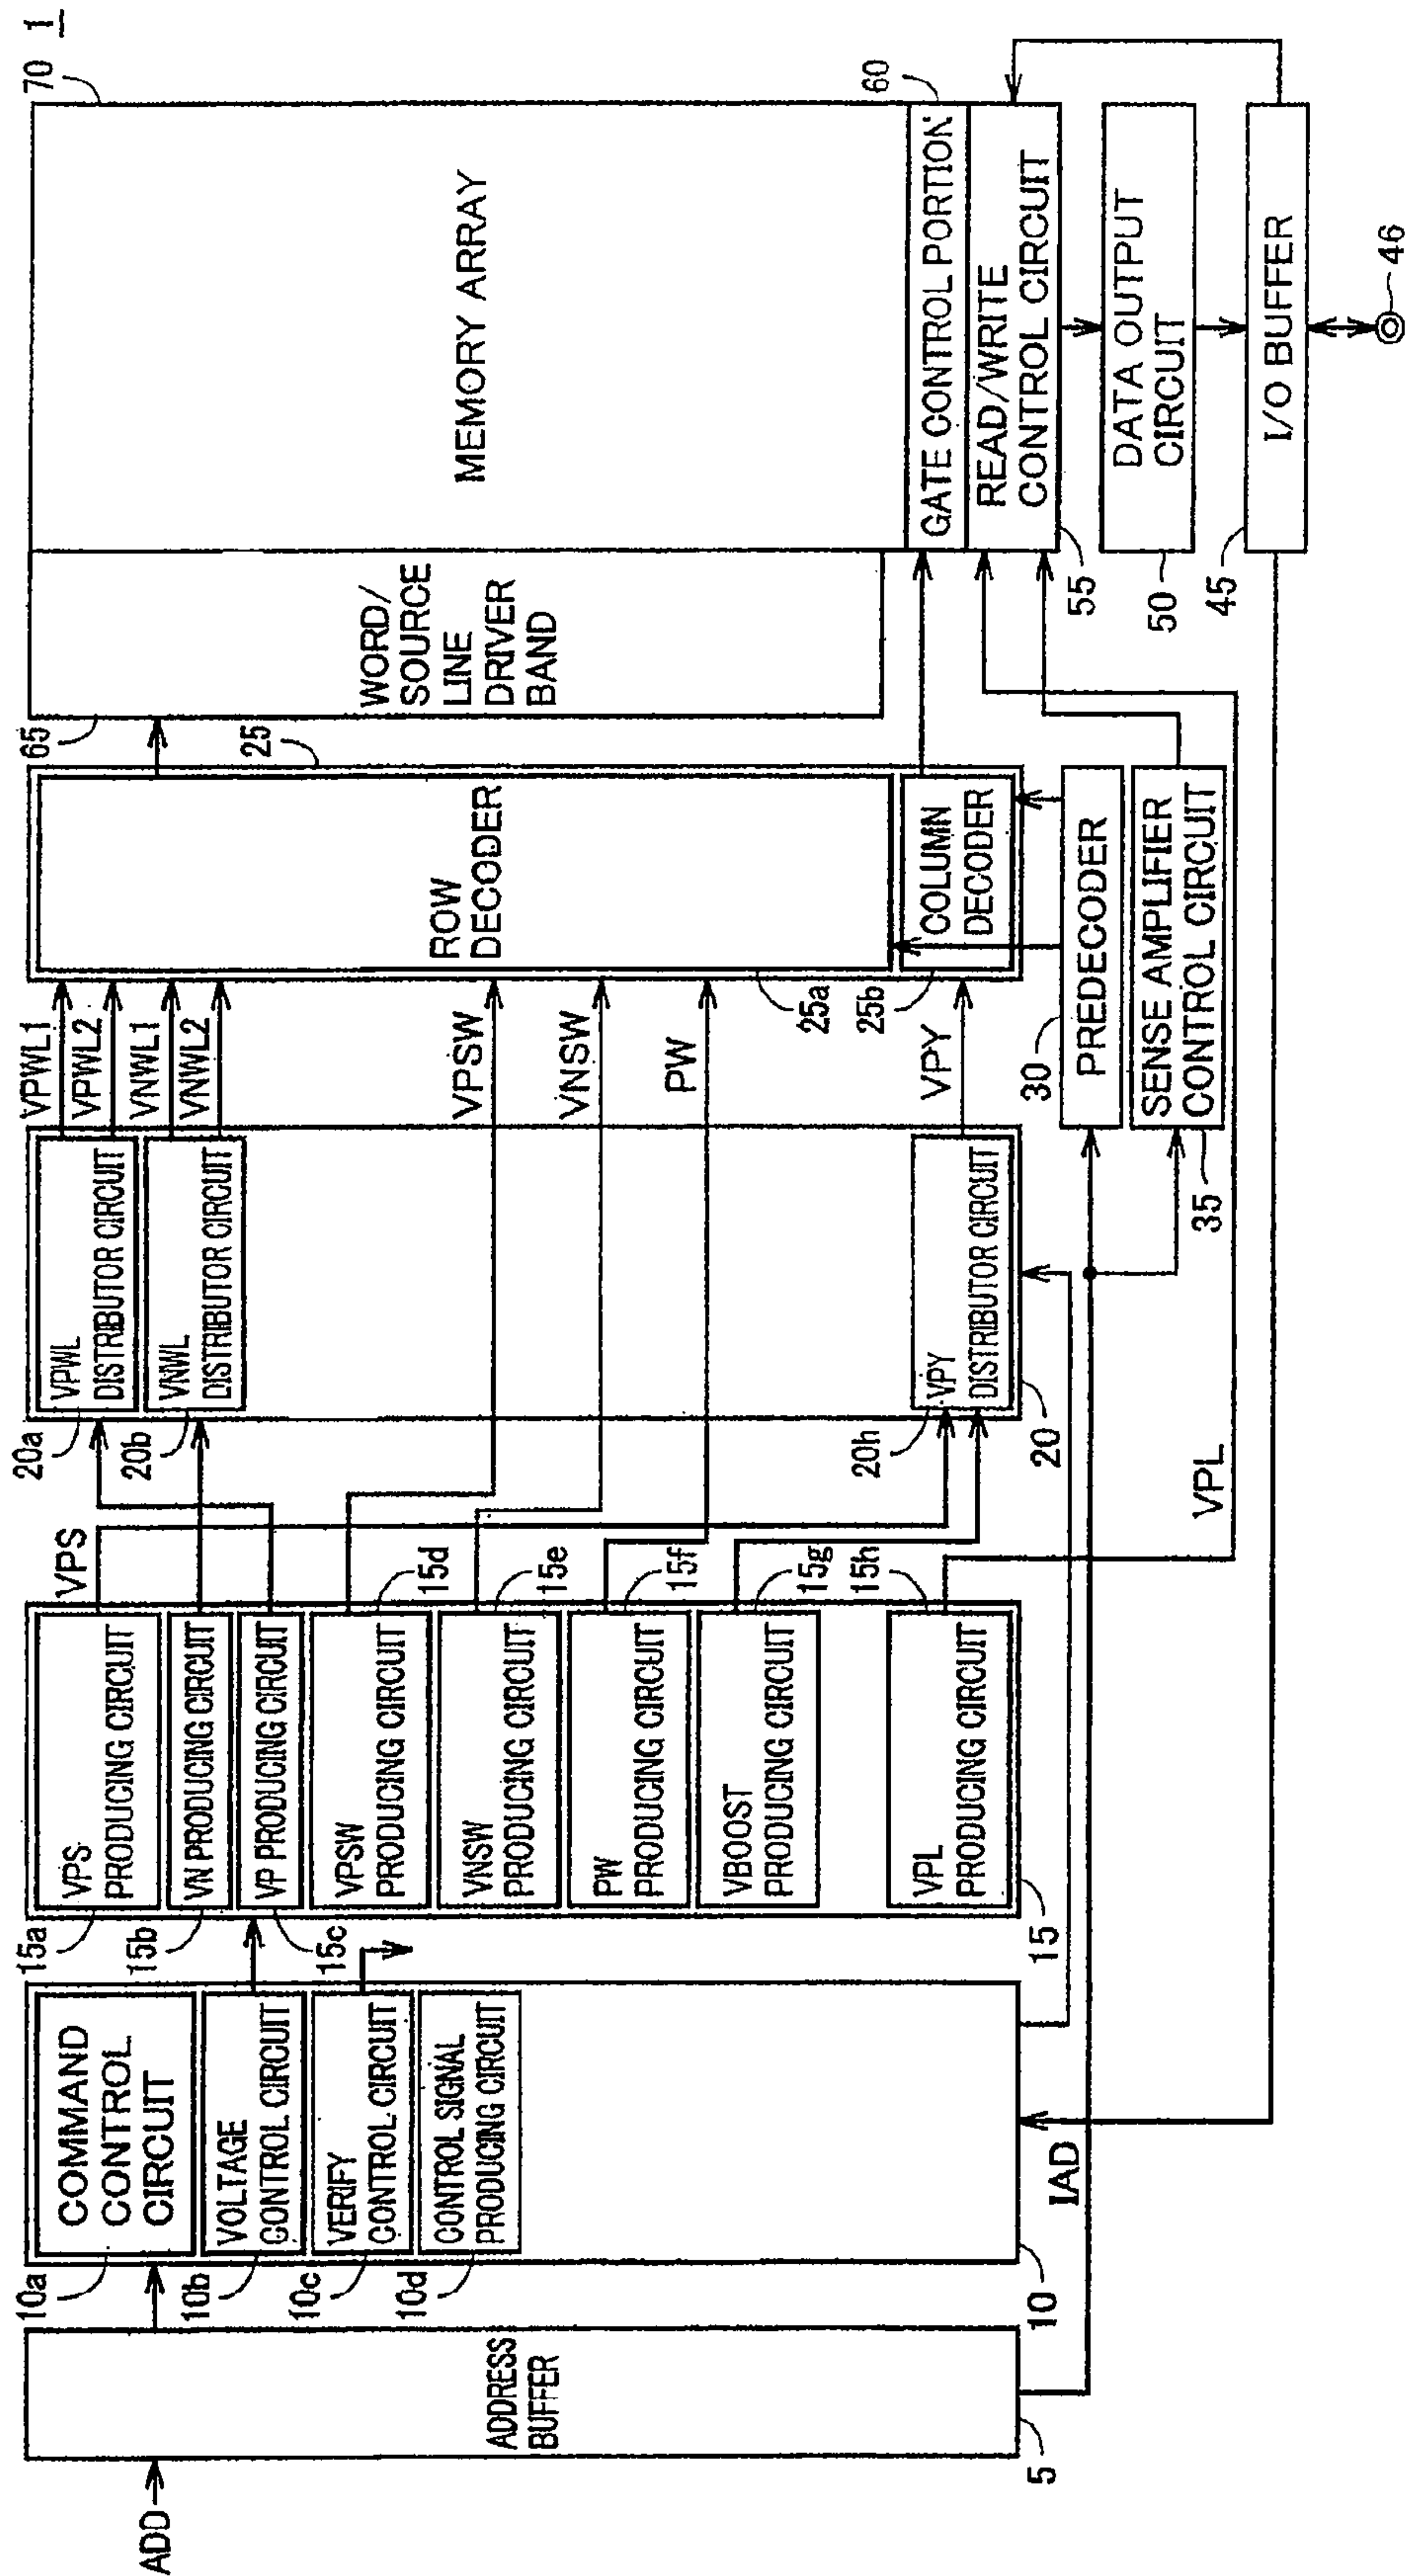 1
ADD
ADDRESS
BUFFER
5
10a
COMMAND
CONTROL
CIRCUIT
10b
VOLTAGE
CONTROL CIRCUIT
10c
VERIFY
CONTROL CIRCUIT
10d
CONTROL SIGNAL
PRODUCING CIRCUIT
10
IAD
15a
VPS
PRODUCING CIRCUIT
15b
VN PRODUCING CIRCUIT
15c
VP PRODUCING CIRCUIT
VPSW
PRODUCING CIRCUIT
15d
VNSW
PRODUCING CIRCUIT
15e
PW
PRODUCING CIRCUIT
15f
VBOOST
PRODUCING CIRCUIT
15g
VPL
PRODUCING CIRCUIT
15h
15
VPS
20a
VPWL
DISTRIBUTOR CIRCUIT
20b
VNWL
DISTRIBUTOR CIRCUIT
20h
VPY
DISTRIBUTOR CIRCUIT
20
VPL
VPWL1
VPWL2
VNWL1
VNWL2
VPSW
VNSW
PW
VPY
ROW
DECODER
25a
COLUMN
DECODER
25b
25
30
PREDECODER
SENSE AMPLIFIER
CONTROL CIRCUIT
35
65
WORD/
SOURCE
LINE
DRIVER
BAND
MEMORY ARRAY
70
GATE CONTROL PORTION
60
READ/WRITE
CONTROL CIRCUIT
55
DATA OUTPUT
CIRCUIT
50
I/O BUFFER
45
46